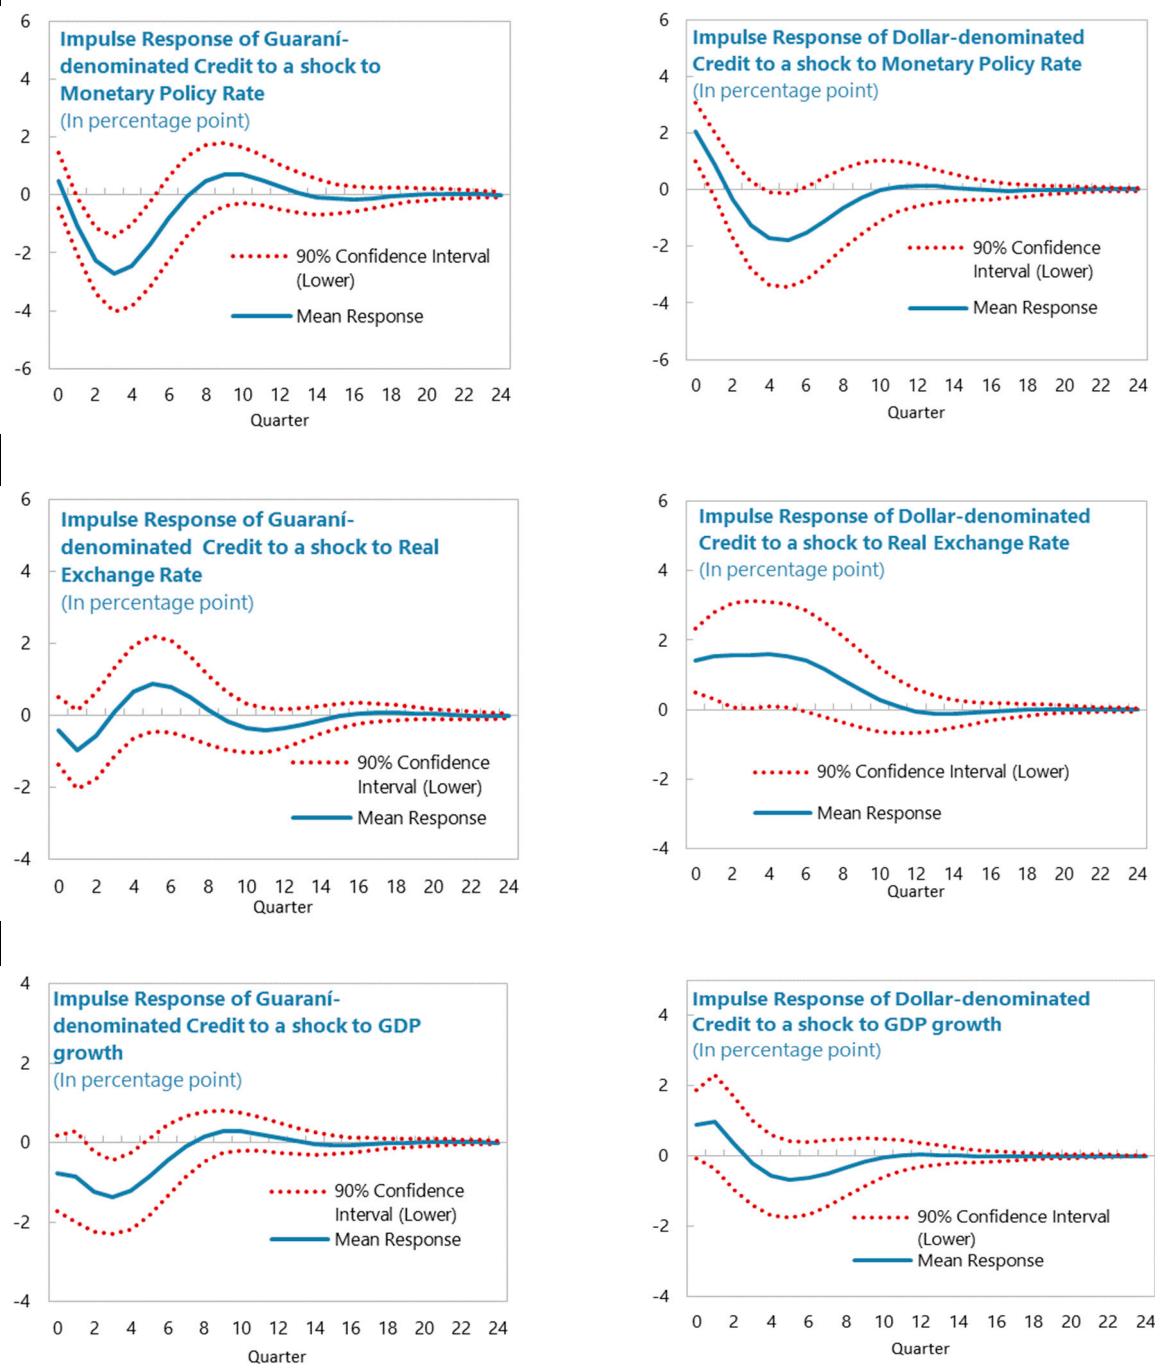 Impulse Response of Guaraní-
denominated Credit to a shock to
Monetary Policy Rate
(In percentage point)
6
4
2
0
-2
-4
-6
90% Confidence Interval
(Lower)
Mean Response
0 2 4 6 8 10 12 14 16 18 20 22 24
Quarter
Impulse Response of Dollar-denominated
Credit to a shock to Monetary Policy Rate
(In percentage point)
6
4
2
0
-2
-4
-6
90% Confidence
Interval (Lower)
Mean Response
0 2 4 6 8 10 12 14 16 18 20 22 24
Quarter
Impulse Response of Guaraní-
denominated Credit to a shock to Real
Exchange Rate
(In percentage point)
6
4
2
0
-2
-4
90% Confidence
Interval (Lower)
Mean Response
0 2 4 6 8 10 12 14 16 18 20 22 24
Quarter
Impulse Response of Dollar-denominated
Credit to a shock to Real Exchange Rate
(In percentage point)
6
4
2
0
-2
-4
90% Confidence Interval (Lower)
Mean Response
0 2 4 6 8 10 12 14 16 18 20 22 24
Quarter
Impulse Response of Guaraní-
denominated Credit to a shock to GDP
growth
(In percentage point)
4
2
0
-2
-4
90% Confidence
Interval (Lower)
Mean Response
0 2 4 6 8 10 12 14 16 18 20 22 24
Quarter
Impulse Response of Dollar-denominated
Credit to a shock to GDP growth
(In percentage point)
4
2
0
-2
-4
90% Confidence Interval
(Lower)
Mean Response
0 2 4 6 8 10 12 14 16 18 20 22 24
Quarter